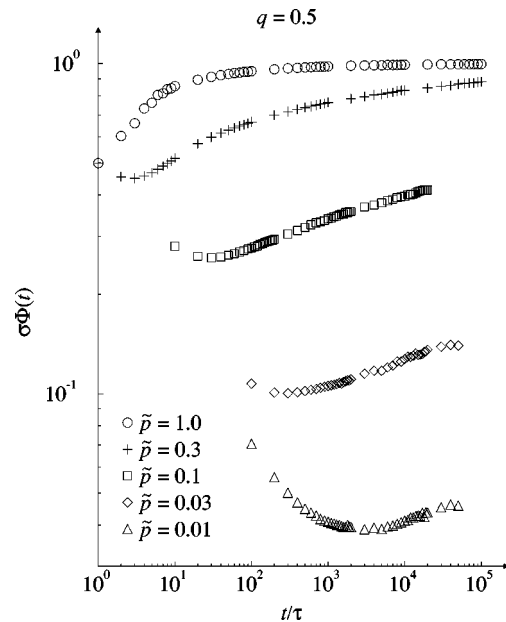 q = 0.5
10⁰
σΦ(t)
10⁻¹
○ p̃ = 1.0
+ p̃ = 0.3
□ p̃ = 0.1
◇ p̃ = 0.03
△ p̃ = 0.01
10⁰ 10¹ 10² 10³ 10⁴ 10⁵
t/τ